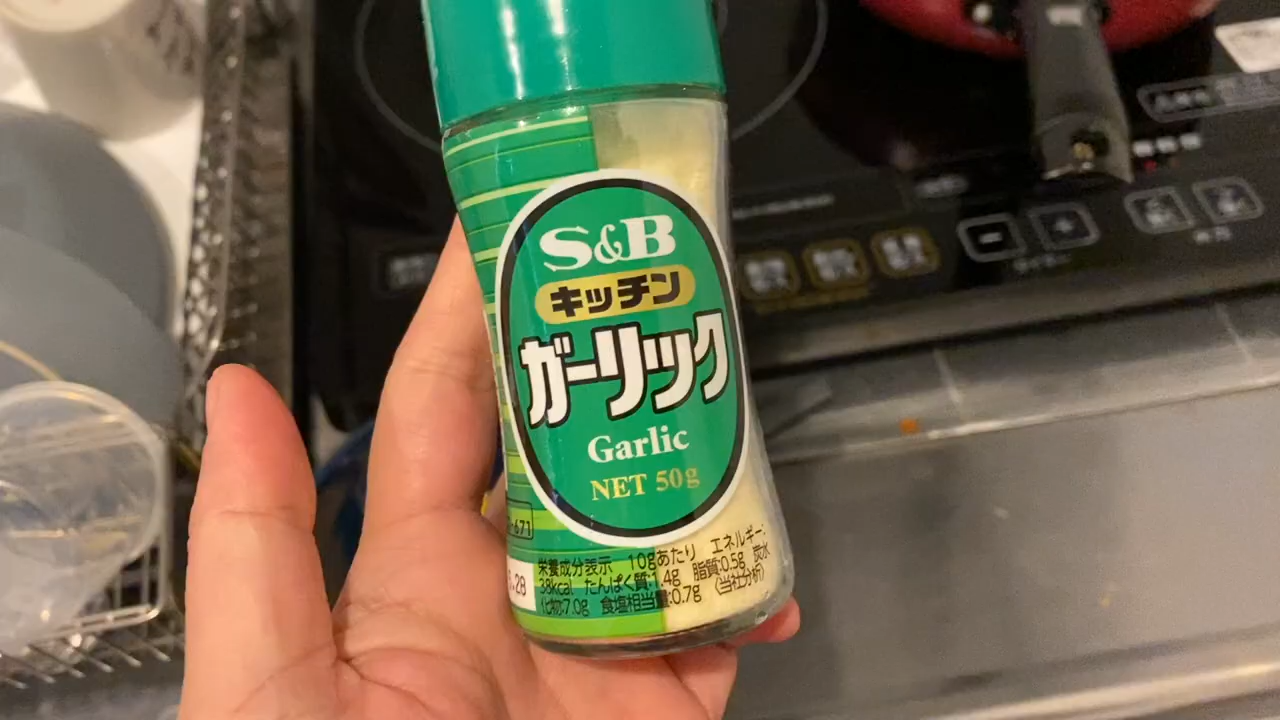 S&B
キッチン
ガーリック
Garlic
NET 50g
栄養成分表示 10gあたり エネルギー:
38kcal たんぱく質:1.4g 脂質:0.5g 炭水
化物:7.0g 食塩相当量:0.7g (当社分析)